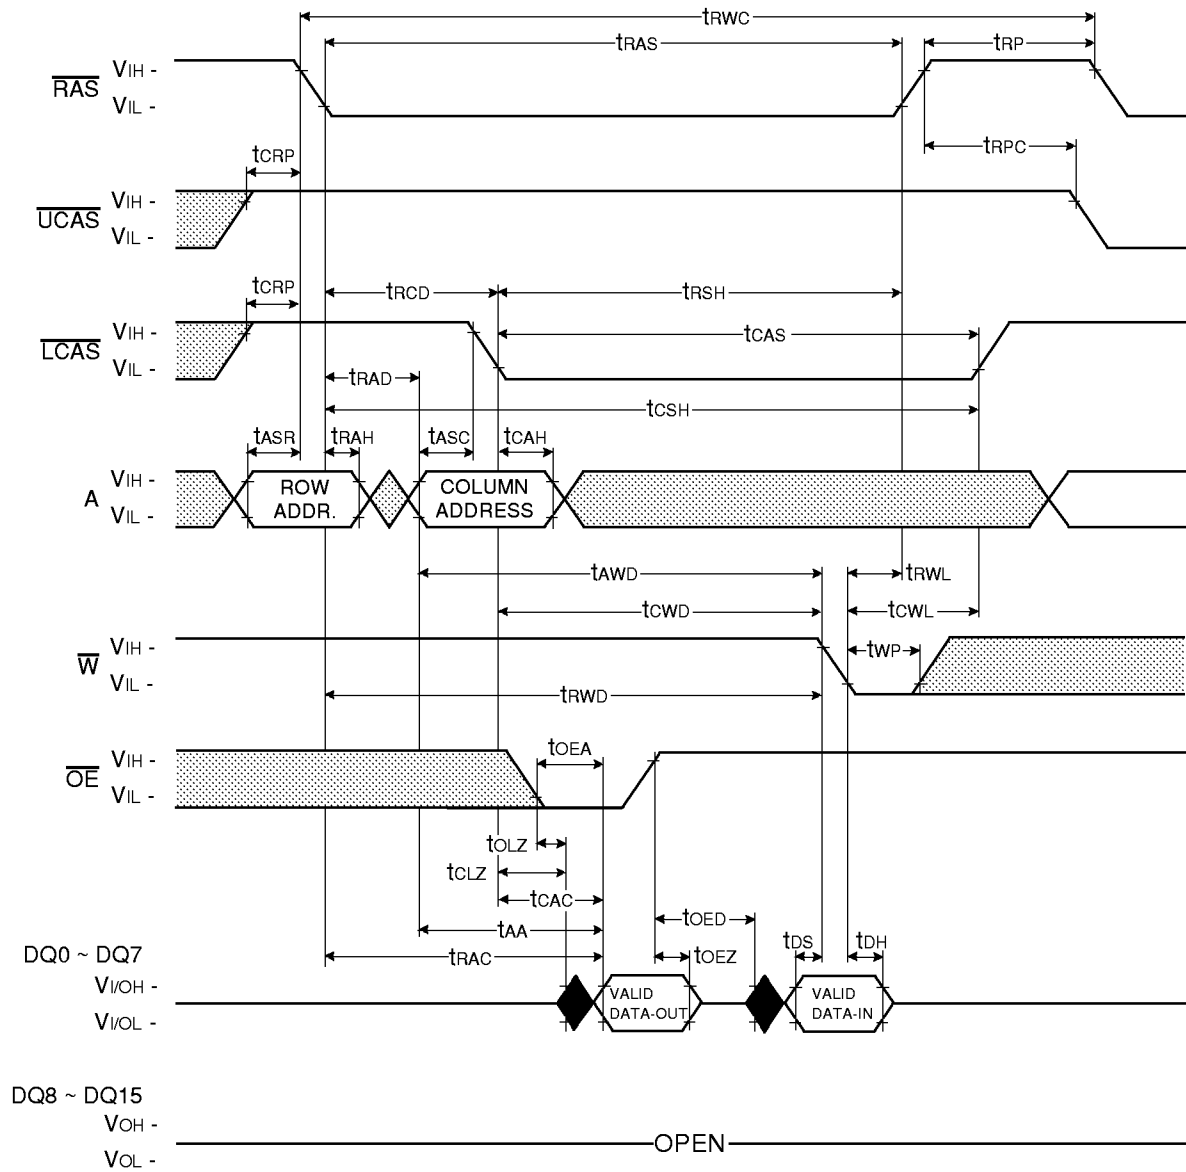 tRWC
tRAS
tRP
RAS
VIH -
VIL -
tRPC
tCRP
UCAS
VIH -
VIL -
tCRP
tRCD
tRSH
LCAS
VIH -
VIL -
tCAS
tRAD
tCSH
tASR
tRAH
tASC
tCAH
A
VIH -
VIL -
ROW
ADDR.
COLUMN
ADDRESS
tAWD
tRWL
tCWD
tCWL
W
VIH -
VIL -
tWP
tRWD
OE
VIH -
VIL -
tOEA
tOLZ
tCLZ
tCAC
tOED
tAA
tRAC
tOEZ
tDS
tDH
DQ0 ~ DQ7
VI/OH -
VI/OL -
VALID
DATA-OUT
VALID
DATA-IN
DQ8 ~ DQ15
VOH -
VOL -
OPEN